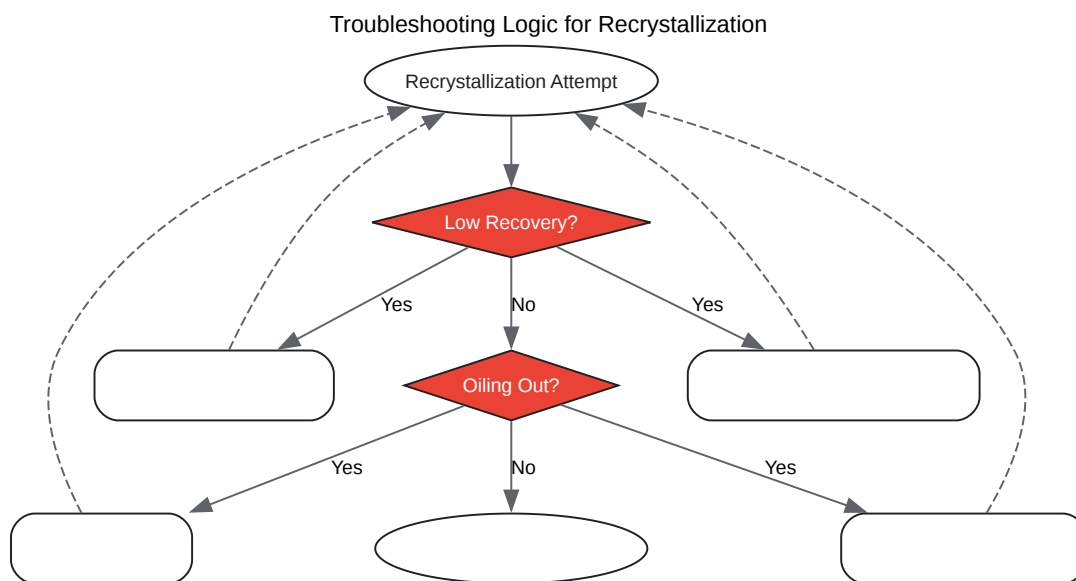 Troubleshooting Logic for Recrystallization
Recrystallization Attempt
Low Recovery?
Yes
No
Yes
Oiling Out?
Yes
No
Yes